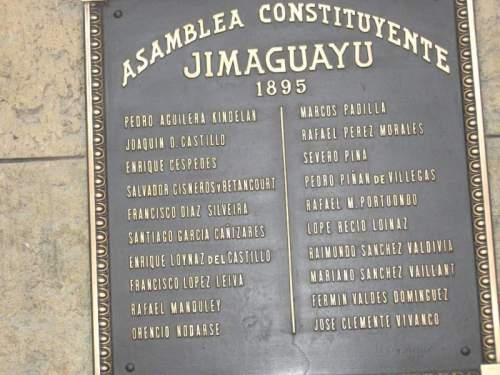 ASAMBLEA CONSTITUYENTE
JIMAGUAYU
1895
PEDRO AGUILERA KINDELAN
JOAQUIN D. CASTILLO
ENRIQUE CESPEDES
SALVADOR CISNEROS Y BETANCOURT
FRANCISCO DIAZ SILVEIRA
SANTIAGO GARCIA CAÑIZARES
ENRIQUE LOYNAZ DEL CASTILLO
FRANCISCO LOPEZ LEIVA
RAFAEL MANDULEY
ORENCIO NODARSE
MARCOS PADILLA
RAFAEL PEREZ MORALES
SEVERO PINA
PEDRO PIÑAN DE VILLEGAS
RAFAEL M. PORTUONDO
LOPE RECIO LOINAZ
RAIMUNDO SANCHEZ VALDIVIA
MARIANO SANCHEZ VAILLANT
FERMIN VALDES DOMINGUEZ
JOSE CLEMENTE VIVANCO